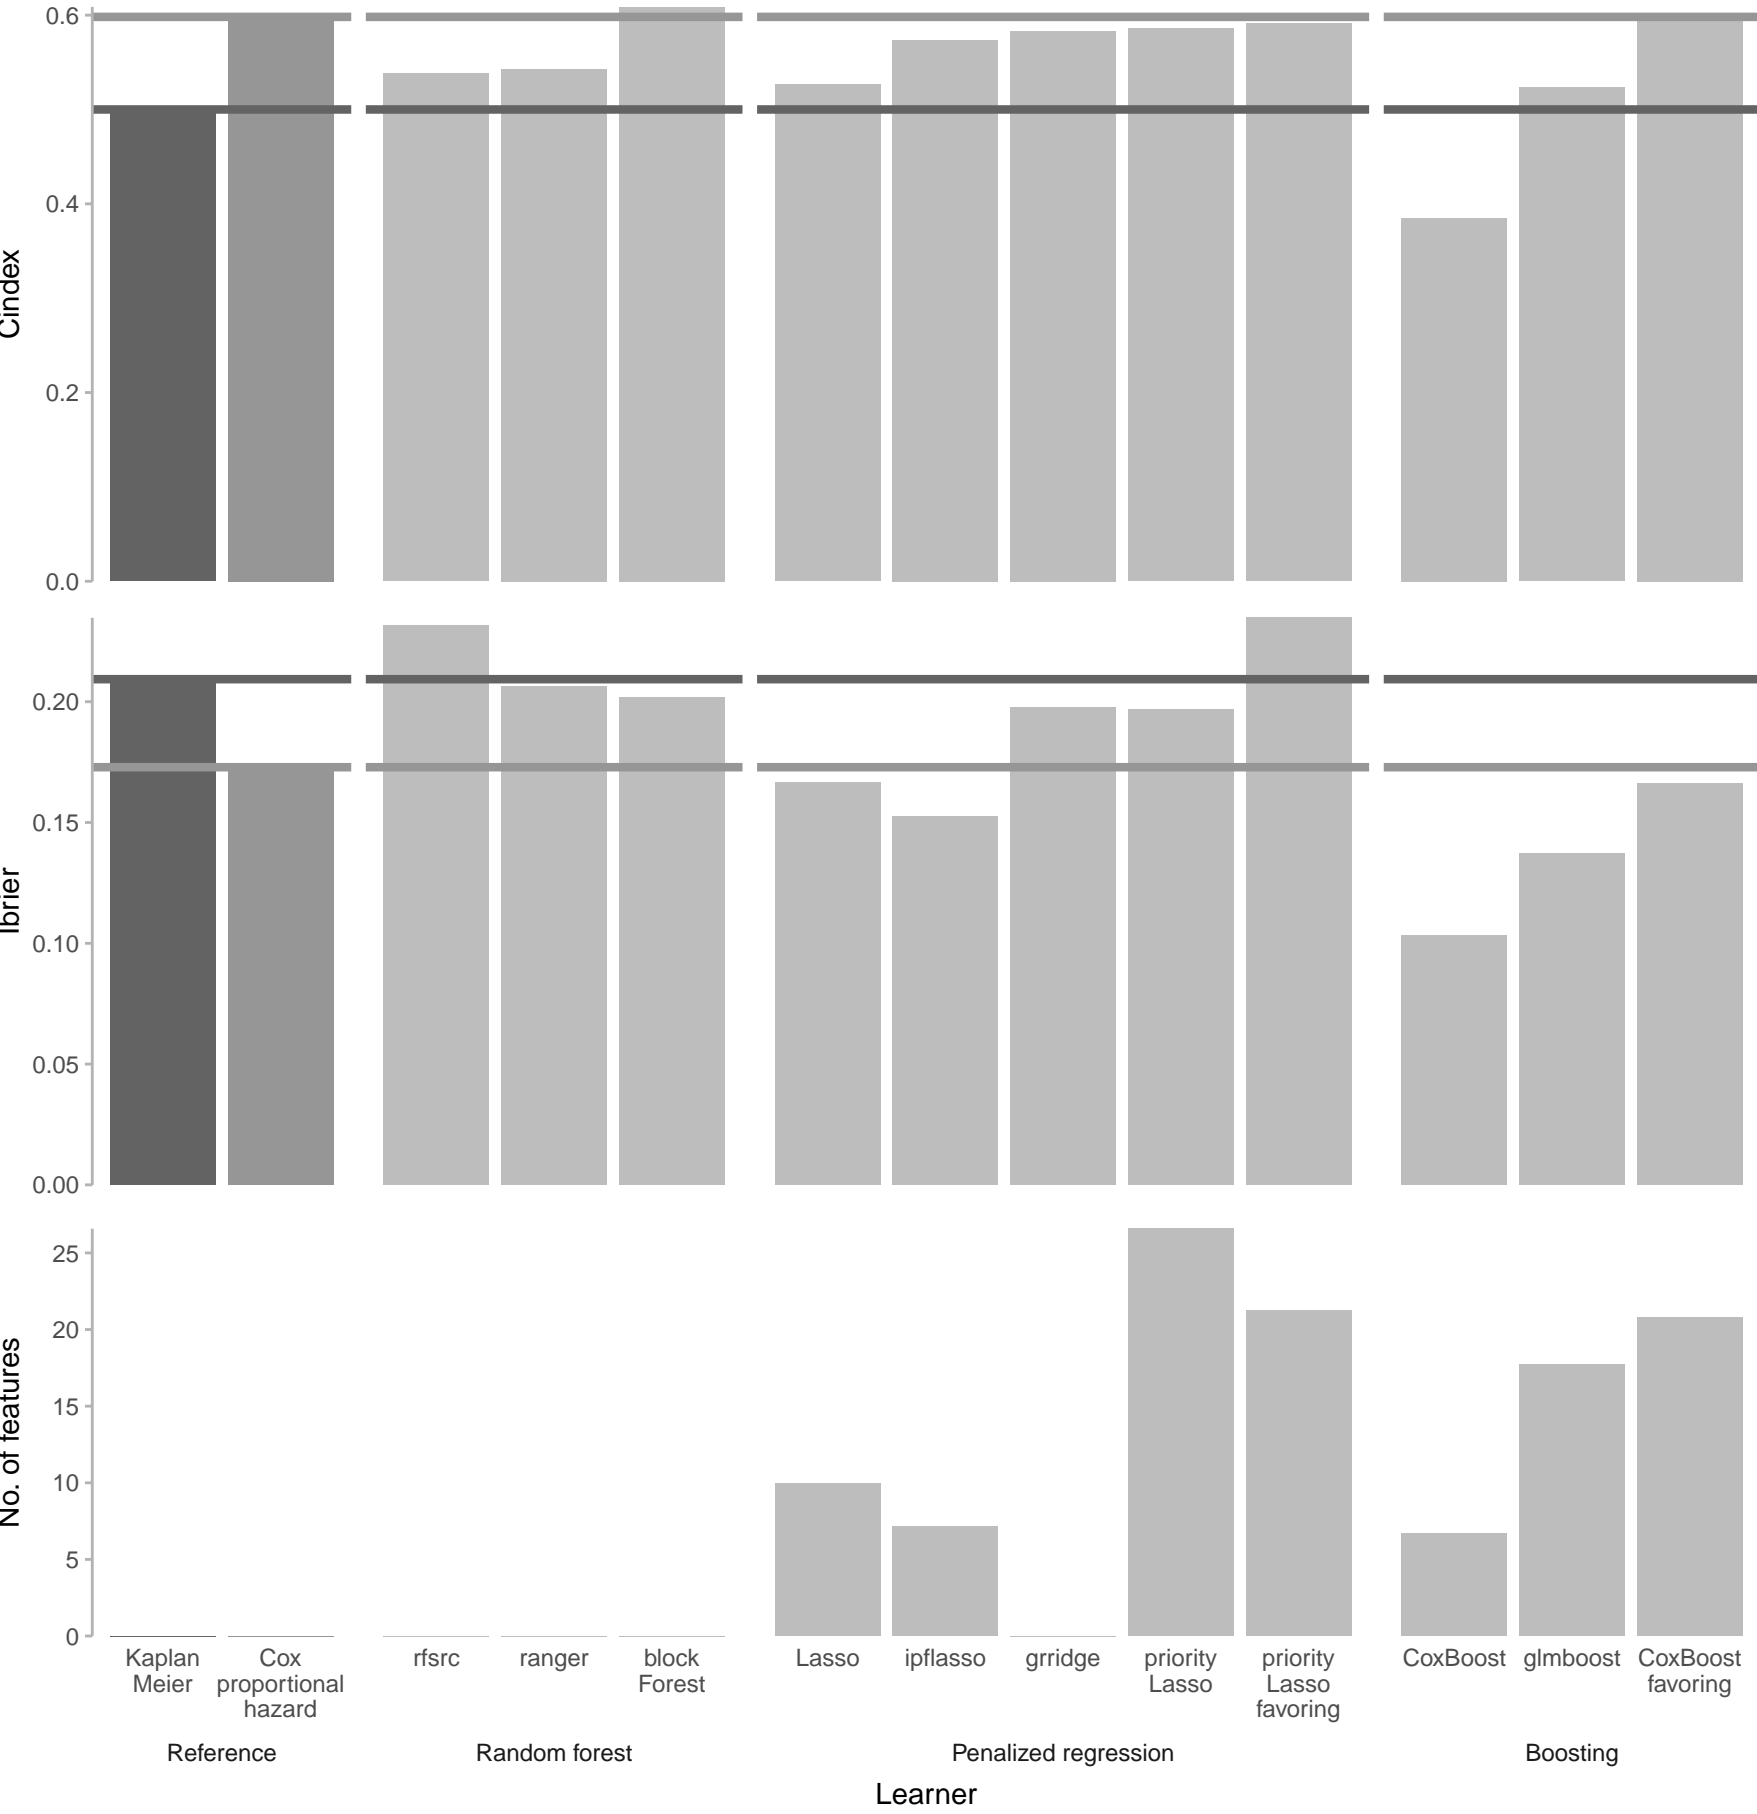 0.6
0.4
0.2
0.0
Cindex
0.20
0.15
0.10
0.05
0.00
Ibrier
25
20
15
10
5
0
No. of features
Kaplan
Meier
Cox
proportional
hazard
rfsrc
ranger
block
Forest
Lasso
ipflasso
grridge
priority
Lasso
priority
Lasso
favoring
CoxBoost
glmboost
CoxBoost
favoring
Reference
Random forest
Penalized regression
Boosting
Learner